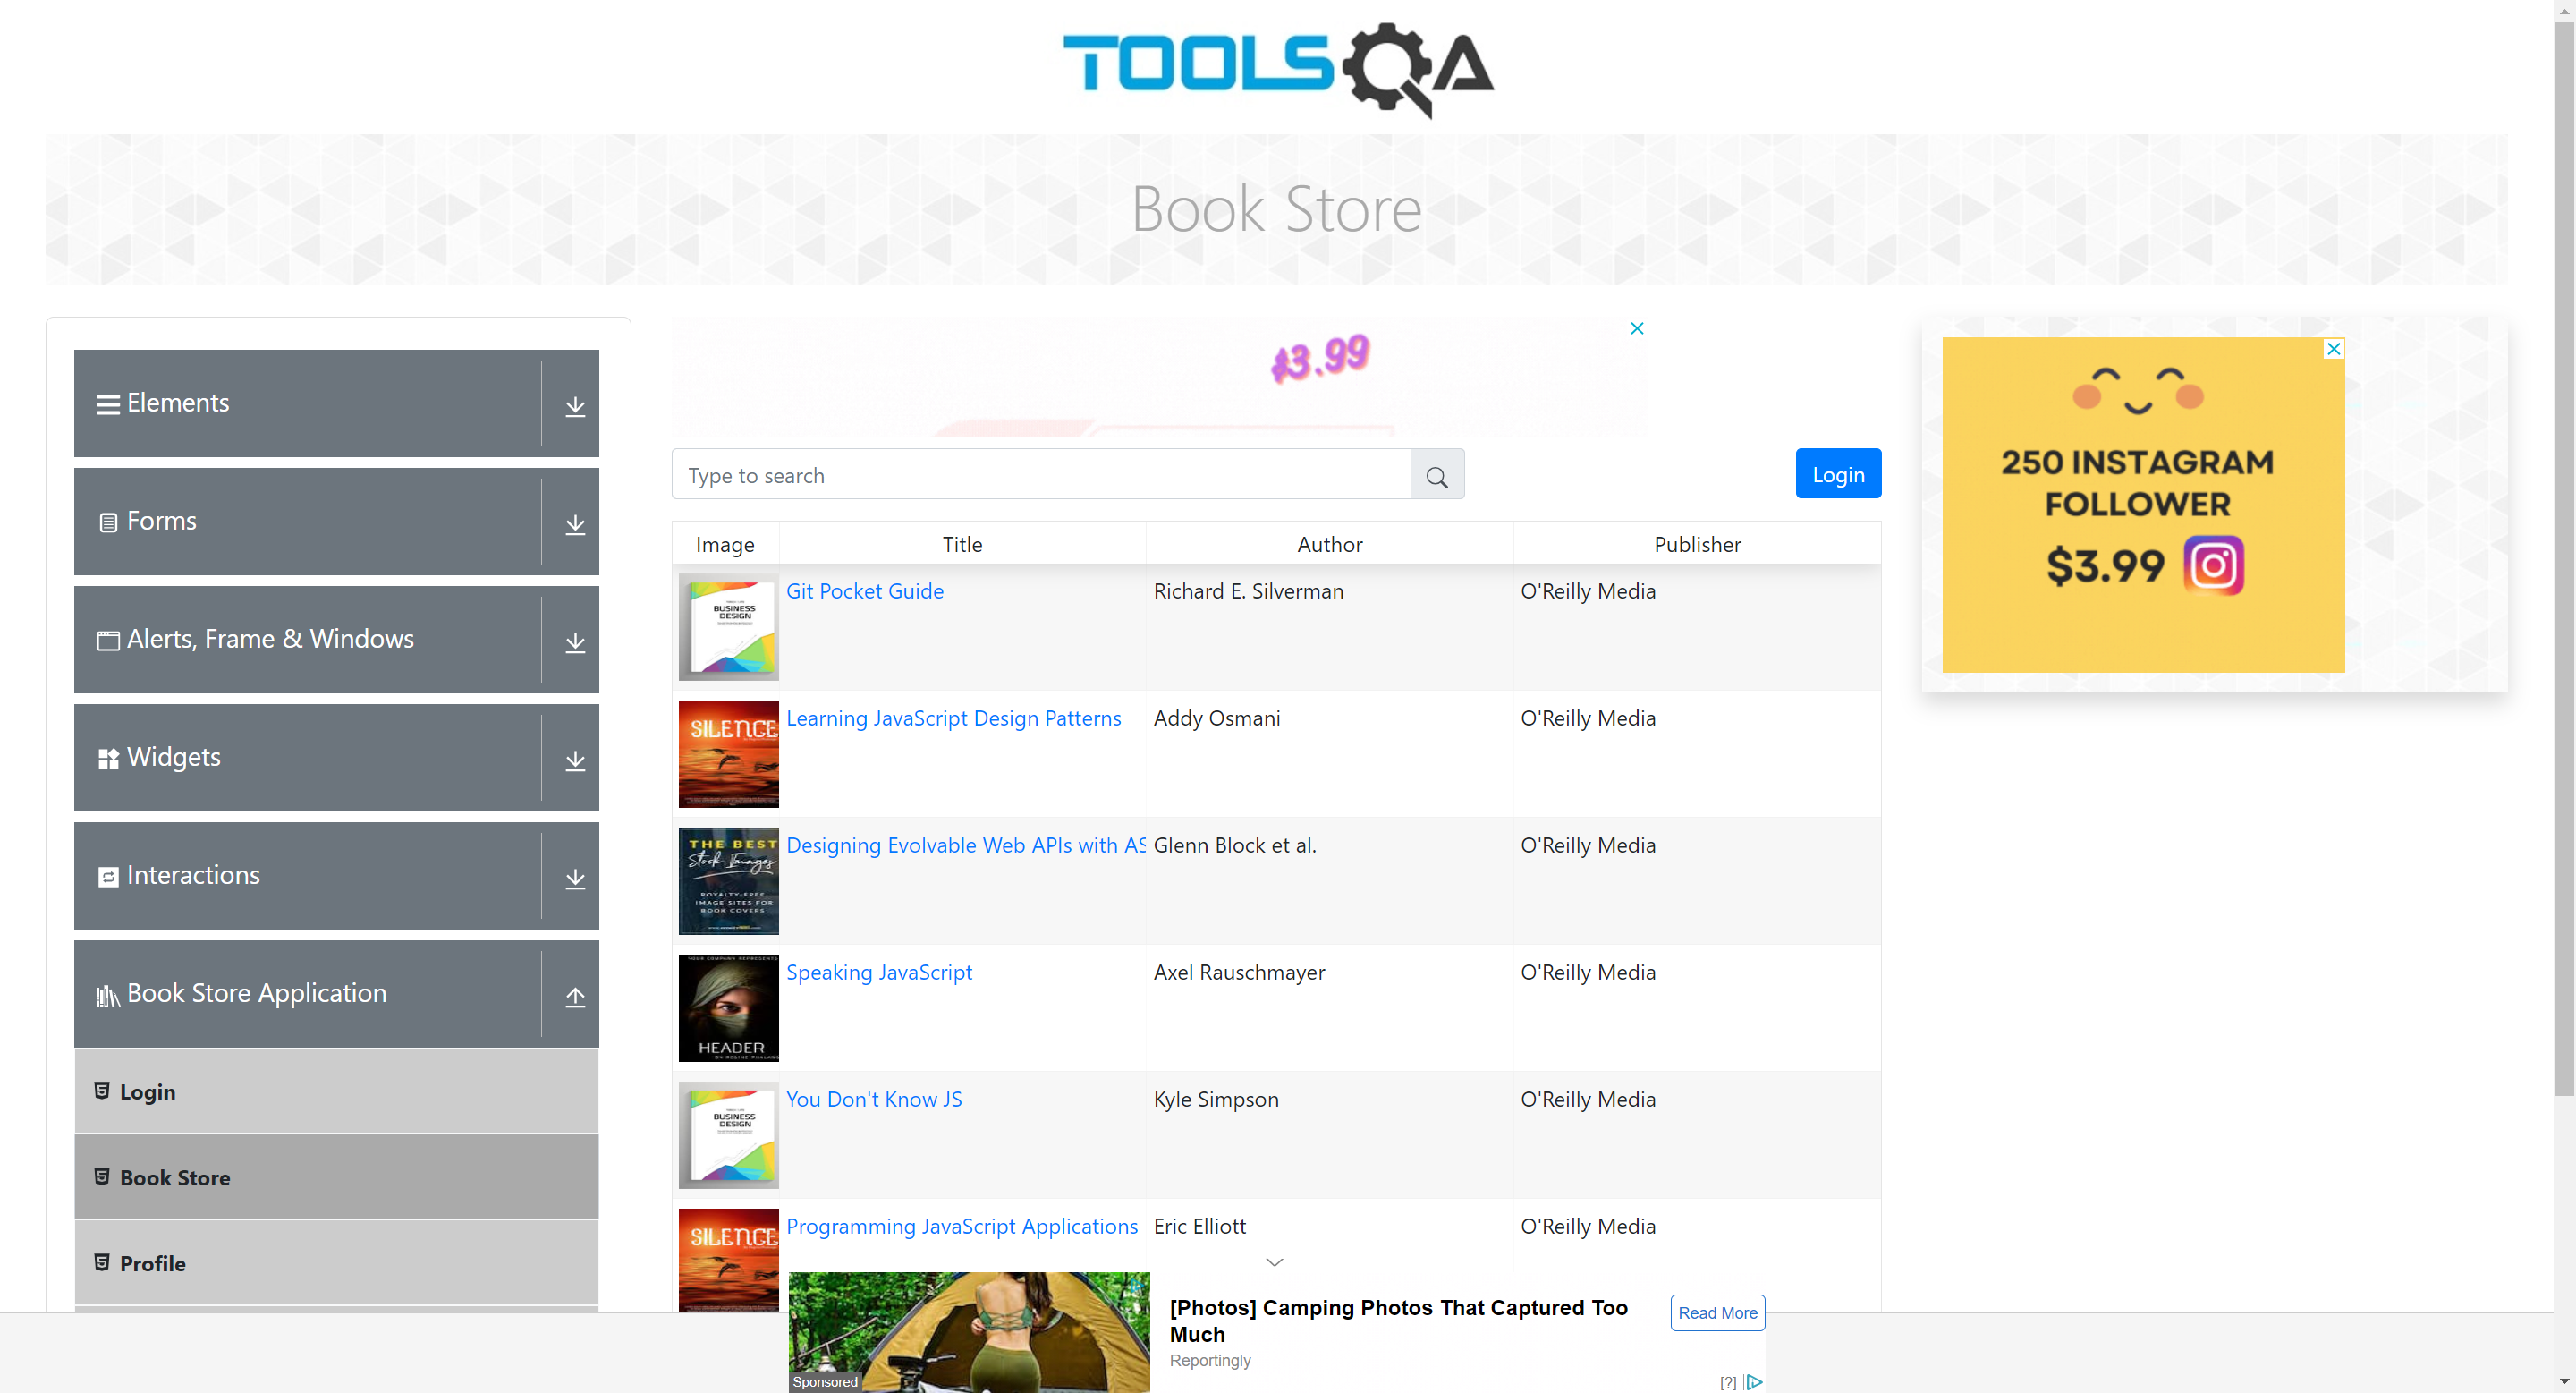 TOOLSQA
Book Store
Elements
Forms
Alerts, Frame & Windows
Widgets
Interactions
Book Store Application
Login
Book Store
Profile
$3.99
Type to search
Login
Image Title Author Publisher
BUSINESS
DESIGN
Git Pocket Guide Richard E. Silverman O'Reilly Media
SILENCE
Learning JavaScript Design Patterns Addy Osmani O'Reilly Media
THE BEST
Stock Images
ROYALTY-FREE
IMAGE SITES FOR
BOOK COVERS
Designing Evolvable Web APIs with AS Glenn Block et al. O'Reilly Media
YOUR COMPANY REPRESENTS
HEADER
Speaking JavaScript Axel Rauschmayer O'Reilly Media
BUSINESS
DESIGN
You Don't Know JS Kyle Simpson O'Reilly Media
SILENCE
Programming JavaScript Applications Eric Elliott O'Reilly Media
250 INSTAGRAM
FOLLOWER
$3.99
[Photos] Camping Photos That Captured Too
Much
Reportingly
Read More
Sponsored
[?]